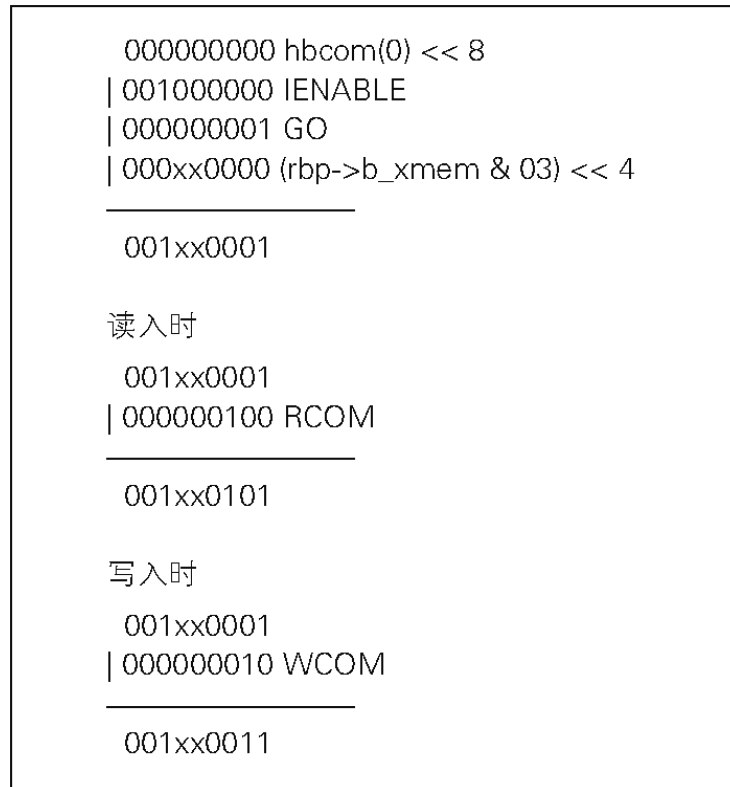 000000000 hbcom(0) << 8
| 001000000 IENABLE
| 000000001 GO
| 000xx0000 (rbp->b_xmem & 03) << 4
001xx0001
读入时
001xx0001
| 000000100 RCOM
001xx0101
写入时
001xx0001
| 000000010 WCOM
001xx0011